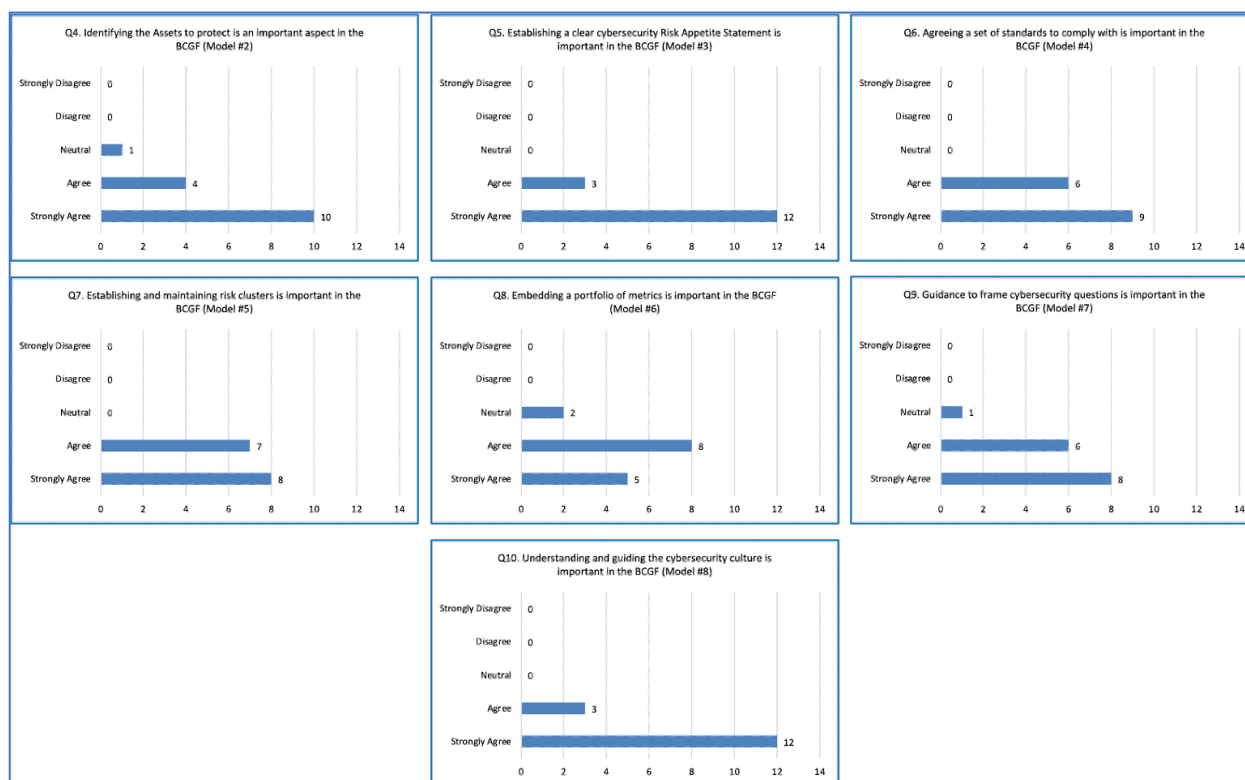 Q4. Identifying the Assets to protect is an important aspect in the
BCGF (Model #2)
Strongly Disagree 0
Disagree 0
Neutral 1
Agree 4
Strongly Agree 10
0 2 4 6 8 10 12 14
Q5. Establishing a clear cybersecurity Risk Appetite Statement is
important in the BCGF (Model #3)
Strongly Disagree 0
Disagree 0
Neutral 0
Agree 3
Strongly Agree 12
0 2 4 6 8 10 12 14
Q6. Agreeing a set of standards to comply with is important in the
BCGF (Model #4)
Strongly Disagree 0
Disagree 0
Neutral 0
Agree 6
Strongly Agree 9
0 2 4 6 8 10 12 14
Q7. Establishing and maintaining risk clusters is important in the
BCGF (Model #5)
Strongly Disagree 0
Disagree 0
Neutral 0
Agree 7
Strongly Agree 8
0 2 4 6 8 10 12 14
Q8. Embedding a portfolio of metrics is important in the BCGF
(Model #6)
Strongly Disagree 0
Disagree 0
Neutral 2
Agree 8
Strongly Agree 5
0 2 4 6 8 10 12 14
Q9. Guidance to frame cybersecurity questions is important in the
BCGF (Model #7)
Strongly Disagree 0
Disagree 0
Neutral 1
Agree 6
Strongly Agree 8
0 2 4 6 8 10 12 14
Q10. Understanding and guiding the cybersecurity culture is
important in the BCGF (Model #8)
Strongly Disagree 0
Disagree 0
Neutral 0
Agree 3
Strongly Agree 12
0 2 4 6 8 10 12 14